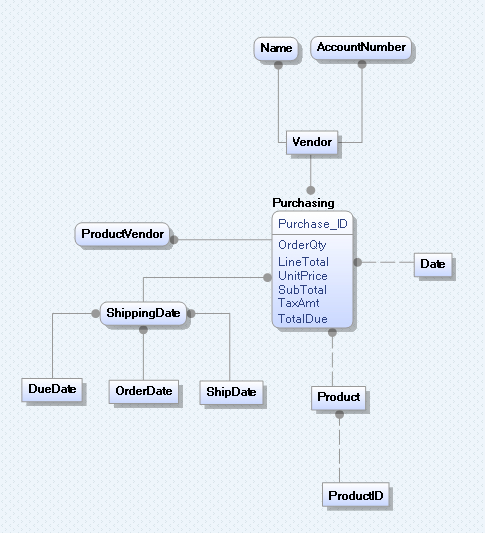 Name
AccountNumber
Vendor
Purchasing
Purchase_ID
ProductVendor
OrderQty
LineTotal
UnitPrice
SubTotal
TaxAmt
TotalDue
Date
ShippingDate
DueDate
OrderDate
ShipDate
Product
ProductID